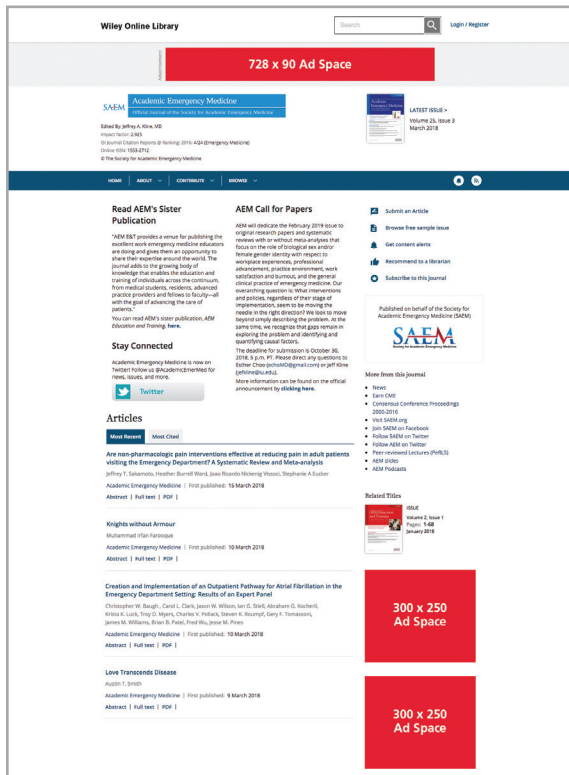 Wiley Online Library
Search
Login / Register
Advertisement
728 x 90 Ad Space
SAEM
Academic Emergency Medicine
Official Journal of the Society for Academic Emergency Medicine
Edited By: Jeffrey A. Kline, MD
Impact factor: 2.923
ISI Journal Citation Reports @ Ranking: 2016: 4/24 (Emergency Medicine)
Online ISSN: 1553-2712
© The Society for Academic Emergency Medicine
LATEST ISSUE >
Volume 25, Issue 3
March 2018
HOME
ABOUT
CONTRIBUTE
BROWSE
Read AEM's Sister
Publication
"AEM E&T provides a venue for publishing the
excellent work emergency medicine educators
are doing and gives them an opportunity to
share their expertise around the world. The
journal adds to the growing body of
knowledge that enables the education and
training of individuals across the continuum,
from medical students, residents, advanced
practice providers and fellows to faculty—all
with the goal of advancing the care of
patients."
You can read AEM's sister publication, AEM
Education and Training, here.
Stay Connected
Academic Emergency Medicine is now on
Twitter! Follow us @AcademicEmerMed for
news, issues, and more.
Twitter
AEM Call for Papers
AEM will dedicate the February 2019 issue to
original research papers and systematic
reviews with or without meta-analyses that
focus on the role of biological sex and/or
female gender identity with respect to
workplace experiences, professional
advancement, practice environment, work
satisfaction and burnout, and the general
clinical practice of emergency medicine. Our
overarching question is: What interventions
and policies, regardless of their stage of
implementation, seem to be moving the
needle in the right direction? We look to move
beyond simply describing the problem. At the
same time, we recognize that gaps remain in
exploring the problem and identifying and
quantifying causal factors.
The deadline for submission is October 30,
2018, 5 p.m. PT. Please direct any questions to
Esther Choo (echoMD@gmail.com) or Jeff Kline
(jefkline@iu.edu).
More information can be found on the official
announcement by clicking here.
Submit an Article
Browse free sample issue
Get content alerts
Recommend to a librarian
Subscribe to this journal
Published on behalf of the Society for
Academic Emergency Medicine (SAEM)
SAEM
Society for Academic Emergency Medicine
More from this journal
News
Earn CME
Consensus Conference Proceedings
2000-2016
Visit SAEM.org
Join SAEM on Facebook
Follow SAEM on Twitter
Follow AEM on Twitter
Peer-reviewed Lectures (PeRLS)
AEM slides
AEM Podcasts
Related Titles
ISSUE
Volume 2, Issue 1
Pages: 1-68
January 2018
300 x 250
Ad Space
300 x 250
Ad Space
Articles
Most Recent
Most Cited
Are non-pharmacologic pain interventions effective at reducing pain in adult patients
visiting the Emergency Department? A Systematic Review and Meta-analysis
Jeffrey T. Sakamoto, Heather Burrell Ward, Joao Ricardo Nickenig Vissoci, Stephanie A Eucker
Academic Emergency Medicine | First published: 15 March 2018
Abstract | Full text | PDF |
Knights without Armour
Muhammad Irfan Farooque
Academic Emergency Medicine | First published: 10 March 2018
Abstract | Full text | PDF |
Creation and Implementation of an Outpatient Pathway for Atrial Fibrillation in the
Emergency Department Setting: Results of an Expert Panel
Christopher W. Baugh, Carol L. Clark, Jason W. Wilson, Ian G. Stiell, Abraham G. Kocheril,
Krista K. Luck, Troy D. Myers, Charles V. Pollack, Steven K. Roumpf, Gery F. Tomassoni,
James M. Williams, Brian B. Patel, Fred Wu, Jesse M. Pines
Academic Emergency Medicine | First published: 10 March 2018
Abstract | Full text | PDF |
Love Transcends Disease
Austin T. Smith
Academic Emergency Medicine | First published: 9 March 2018
Abstract | Full text | PDF |